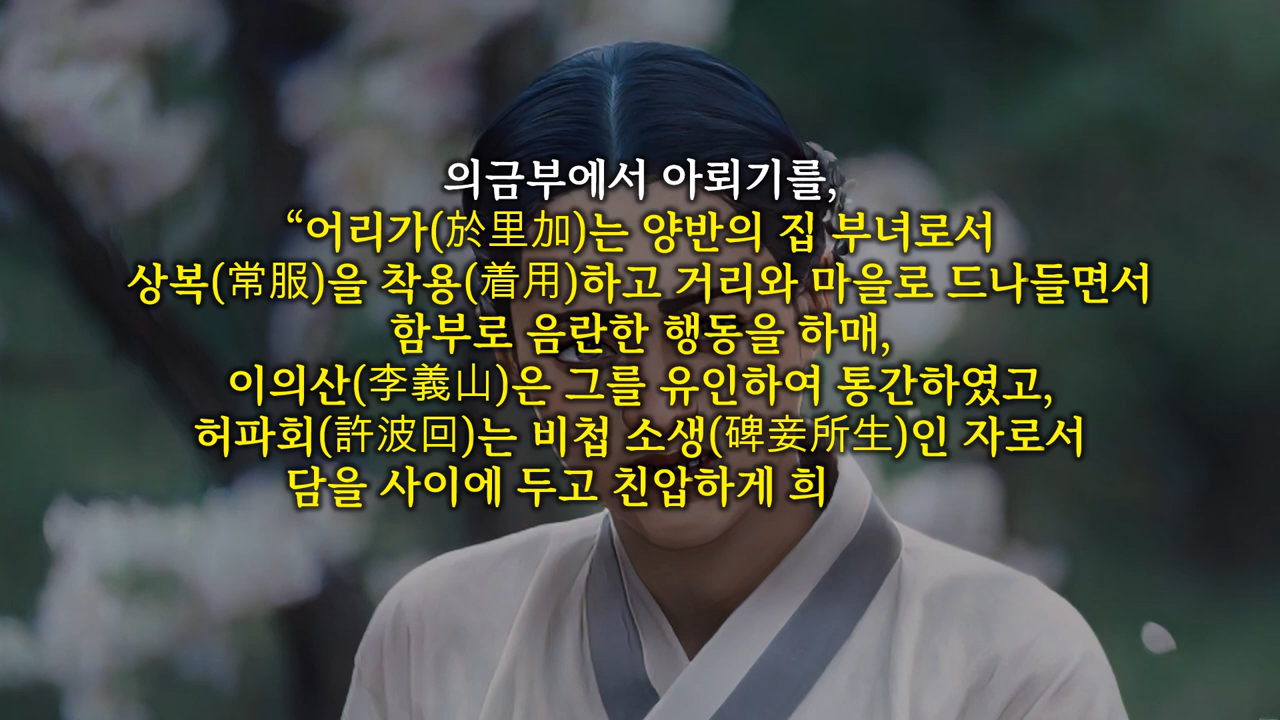 의금부에서 아뢰기를,
“어리가(於里加)는 양반의 집 부녀로서
상복(常服)을 착용(着用)하고 거리와 마을로 드나들면서
함부로 음란한 행동을 하매,
이의산(李義山)은 그를 유인하여 통간하였고,
허파회(許波回)는 비첩 소생(碑妾所生)인 자로서
담을 사이에 두고 친압하게 희